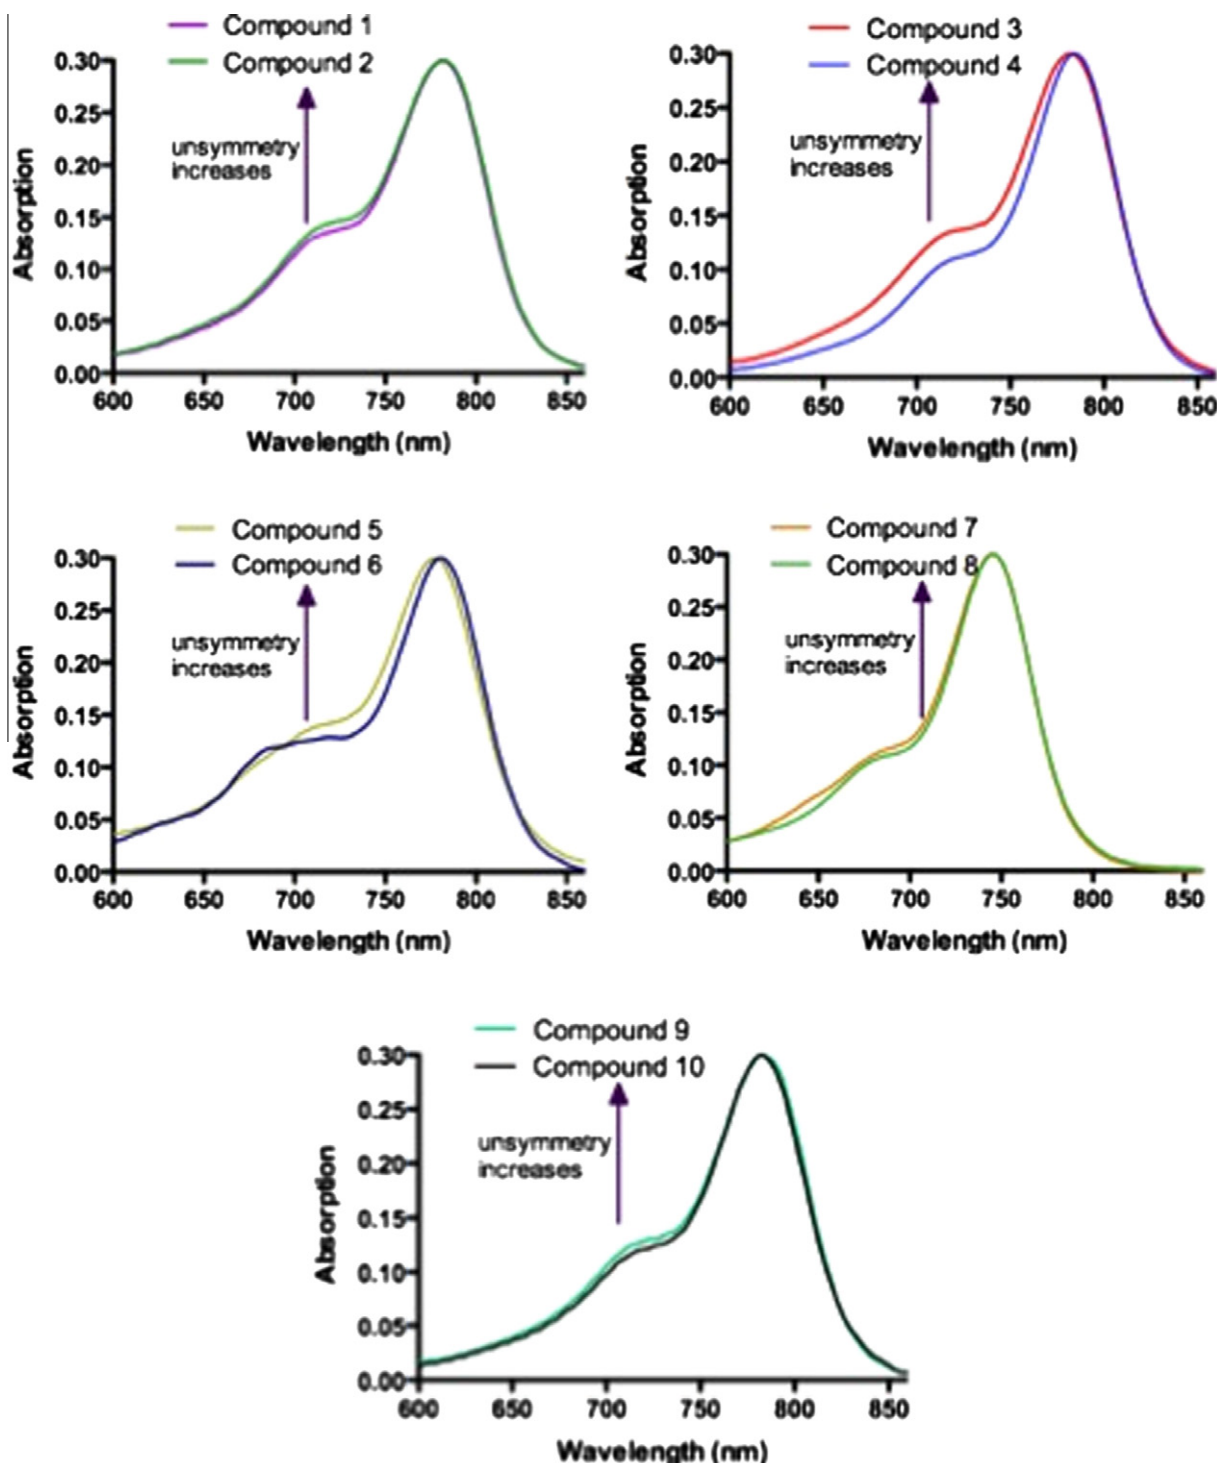 Compound 1
Compound 2
unsymmetry
increases
Absorption
0.30
0.25
0.20
0.15
0.10
0.05
0.00
600 650 700 750 800 850
Wavelength (nm)
Compound 3
Compound 4
unsymmetry
increases
Absorption
0.30
0.25
0.20
0.15
0.10
0.05
0.00
600 650 700 750 800 850
Wavelength (nm)
Compound 5
Compound 6
unsymmetry
increases
Absorption
0.30
0.25
0.20
0.15
0.10
0.05
0.00
600 650 700 750 800 850
Wavelength (nm)
Compound 7
Compound 8
unsymmetry
increases
Absorption
0.30
0.25
0.20
0.15
0.10
0.05
0.00
600 650 700 750 800 850
Wavelength (nm)
Compound 9
Compound 10
unsymmetry
increases
Absorption
0.30
0.25
0.20
0.15
0.10
0.05
0.00
600 650 700 750 800 850
Wavelength (nm)